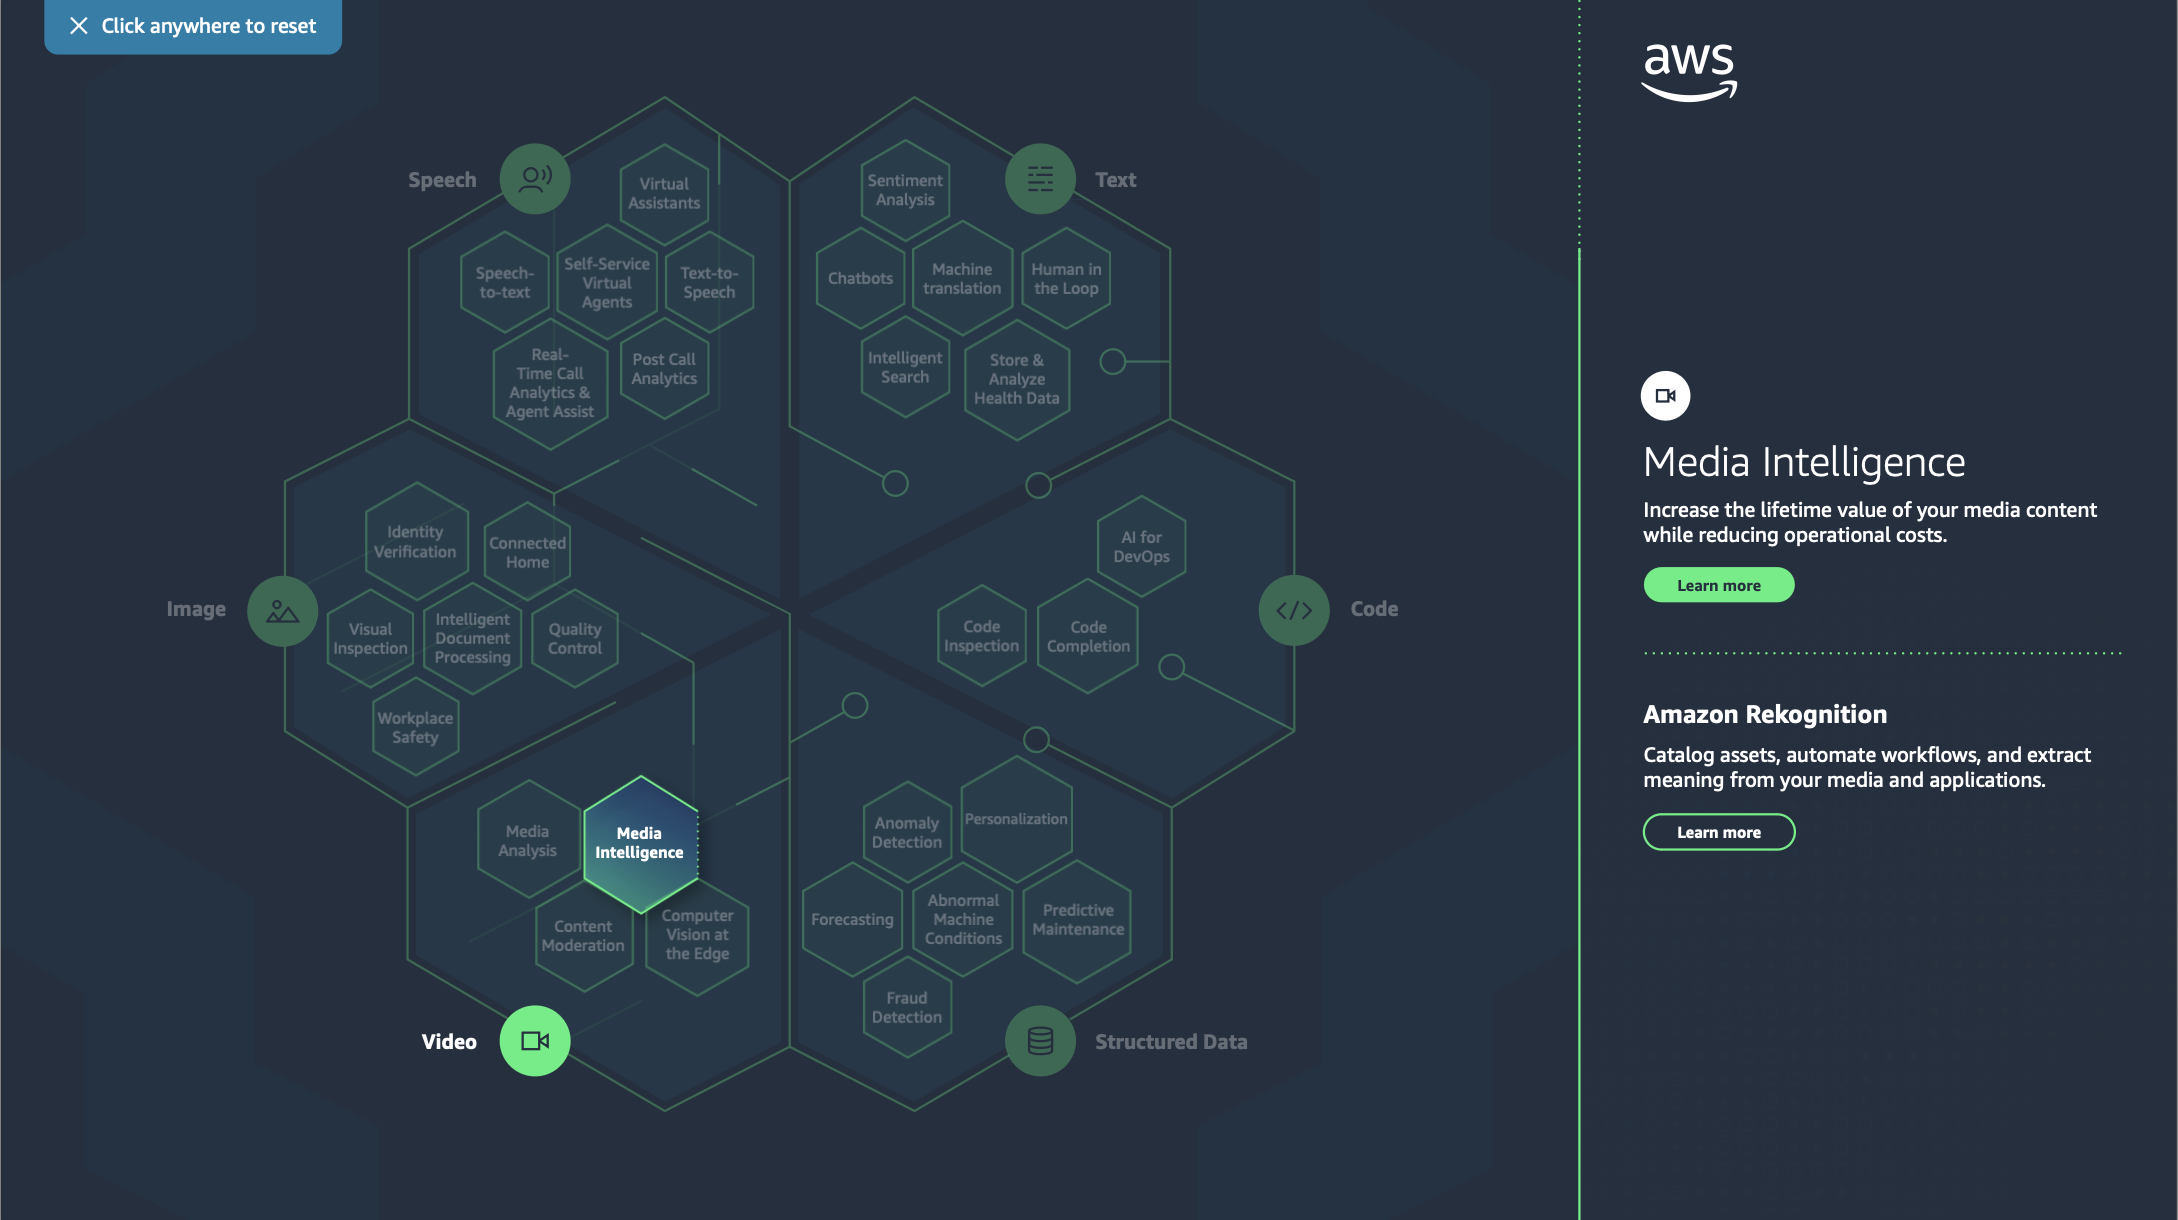 Click anywhere to reset
aws
Speech
Virtual
Assistants
Speech-
to-text
Self-Service
Virtual
Agents
Text-to-
Speech
Real-
Time Call
Analytics &
Agent Assist
Post Call
Analytics
Text
Sentiment
Analysis
Chatbots
Machine
translation
Human in
the Loop
Intelligent
Search
Store &
Analyze
Health Data
Image
Identity
Verification
Connected
Home
Visual
Inspection
Intelligent
Document
Processing
Quality
Control
Workplace
Safety
Code
AI for
DevOps
Code
Inspection
Code
Completion
Video
Media
Analysis
Media
Intelligence
Content
Moderation
Computer
Vision at
the Edge
Structured Data
Anomaly
Detection
Personalization
Forecasting
Abnormal
Machine
Conditions
Predictive
Maintenance
Fraud
Detection
Media Intelligence
Increase the lifetime value of your media content
while reducing operational costs.
Learn more
Amazon Rekognition
Catalog assets, automate workflows, and extract
meaning from your media and applications.
Learn more